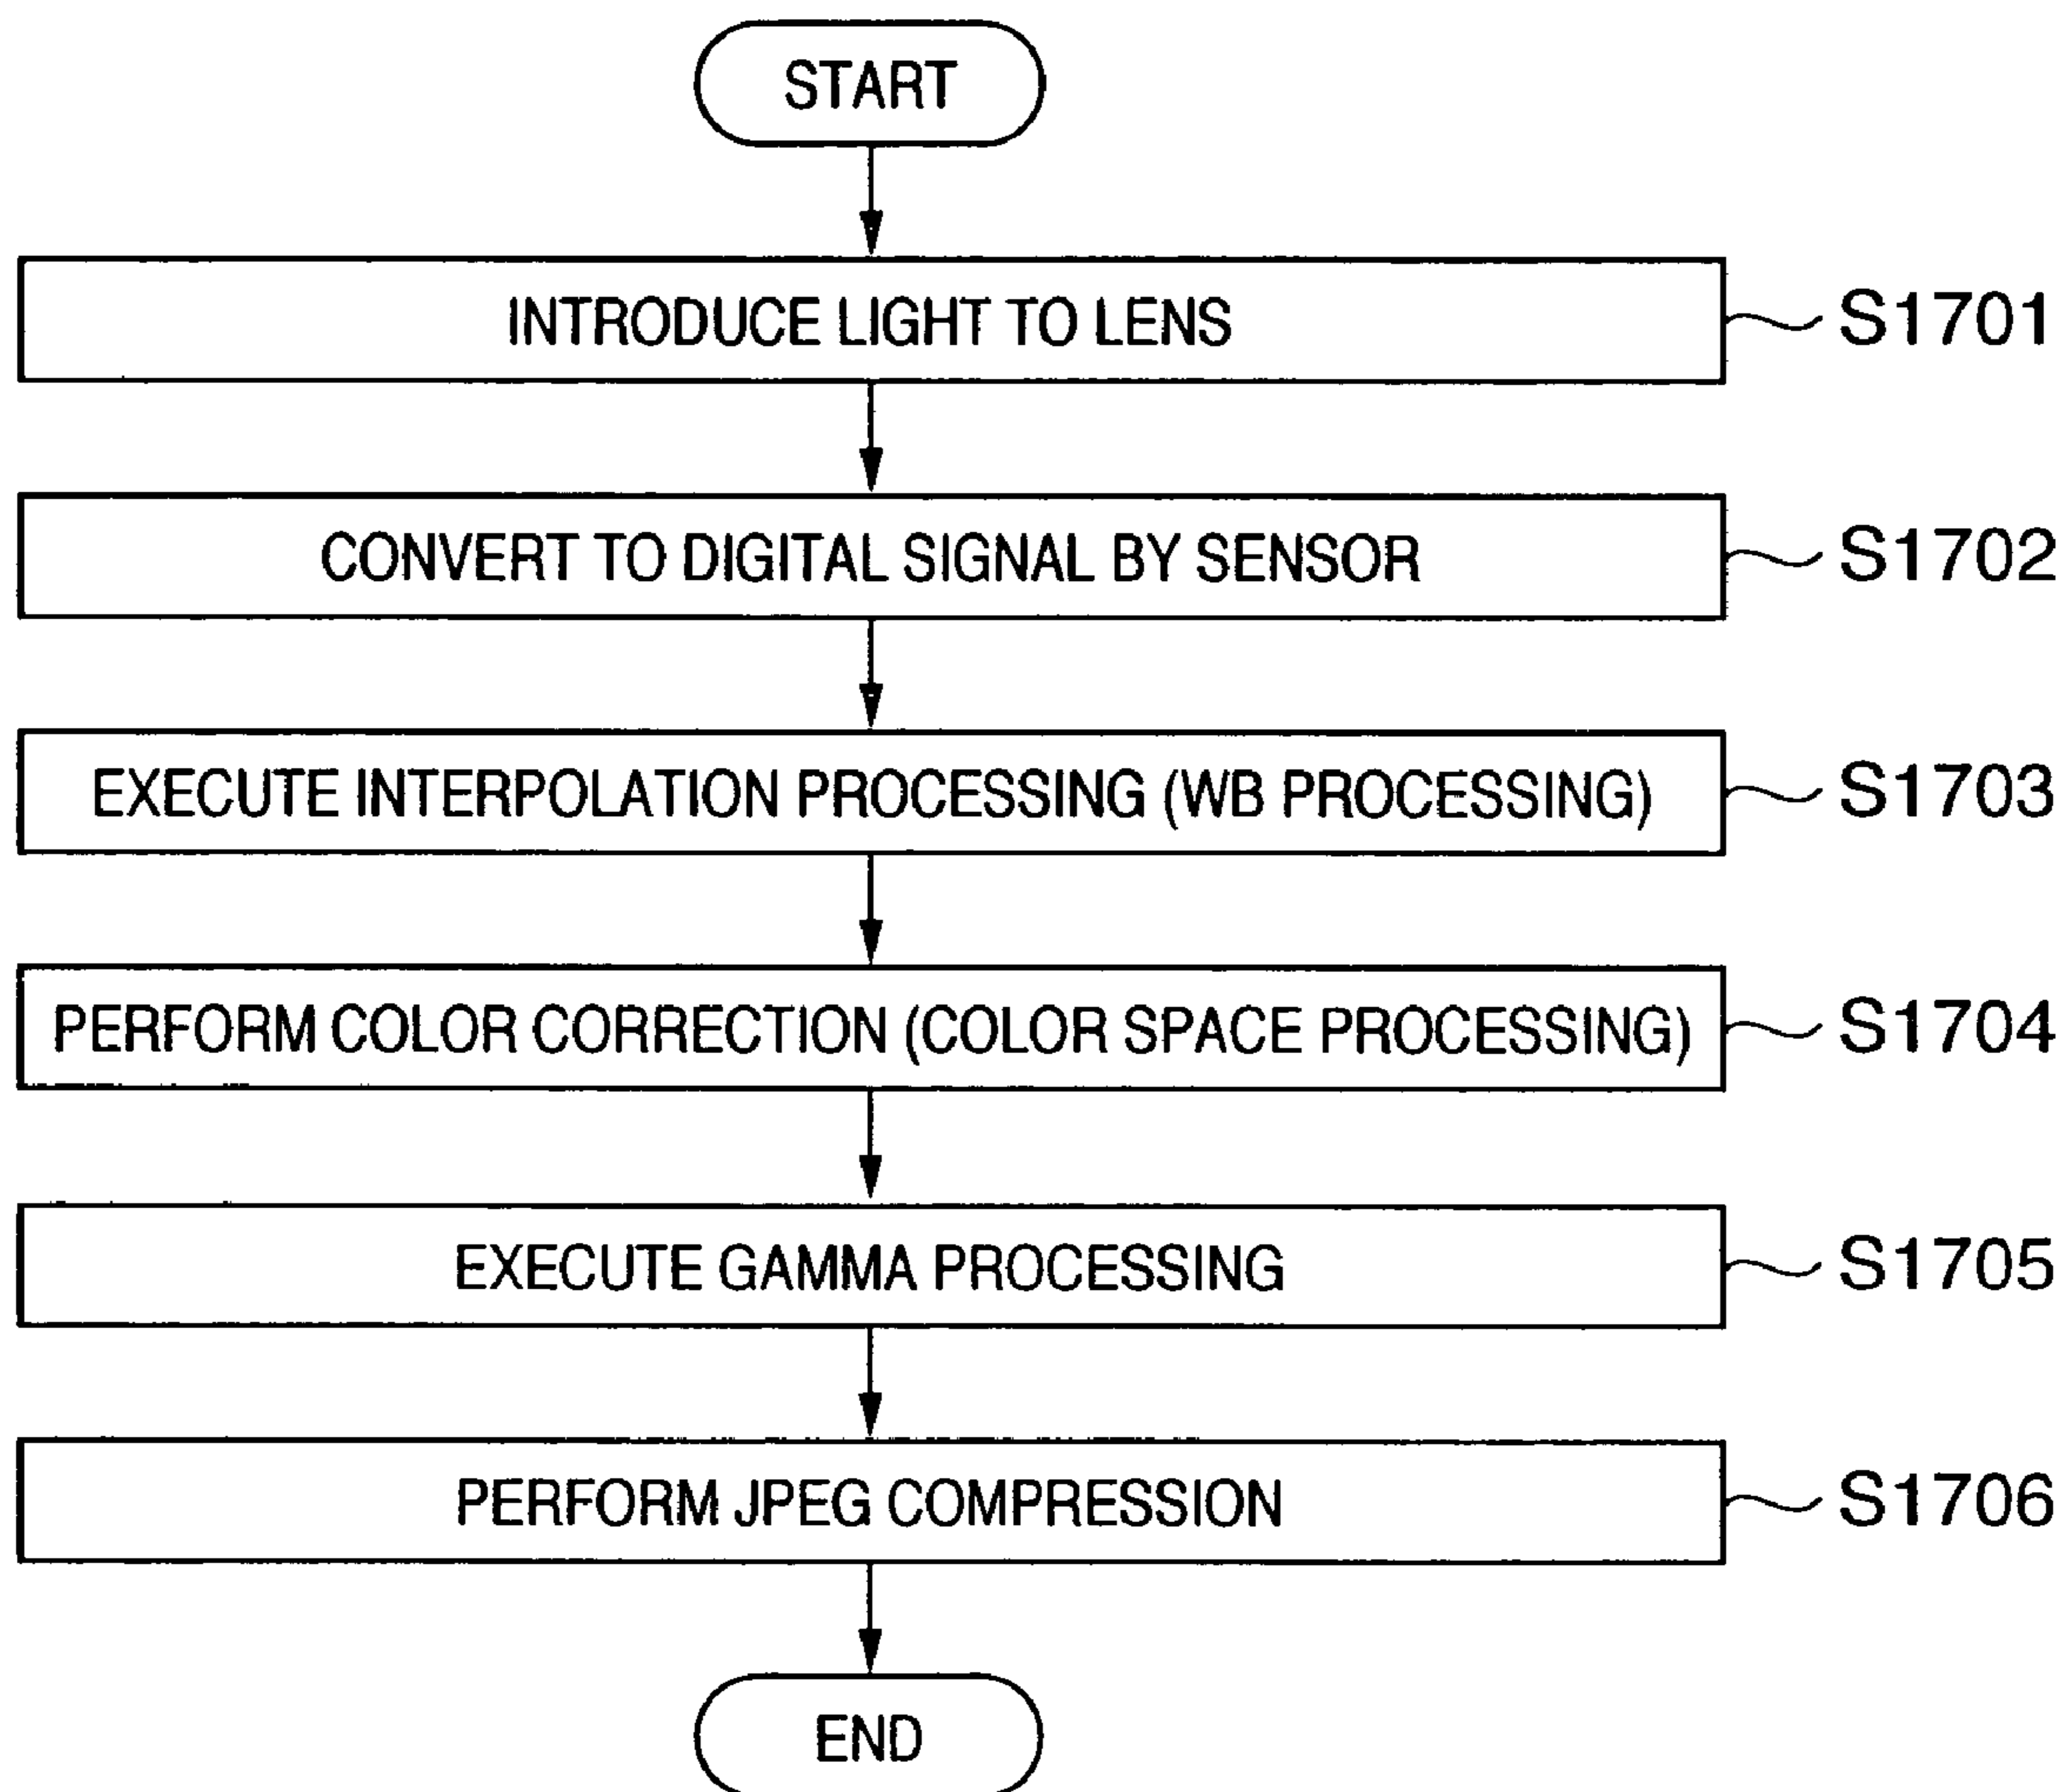 START
INTRODUCE LIGHT TO LENS
S1701
CONVERT TO DIGITAL SIGNAL BY SENSOR
S1702
EXECUTE INTERPOLATION PROCESSING (WB PROCESSING)
S1703
PERFORM COLOR CORRECTION (COLOR SPACE PROCESSING)
S1704
EXECUTE GAMMA PROCESSING
S1705
PERFORM JPEG COMPRESSION
S1706
END